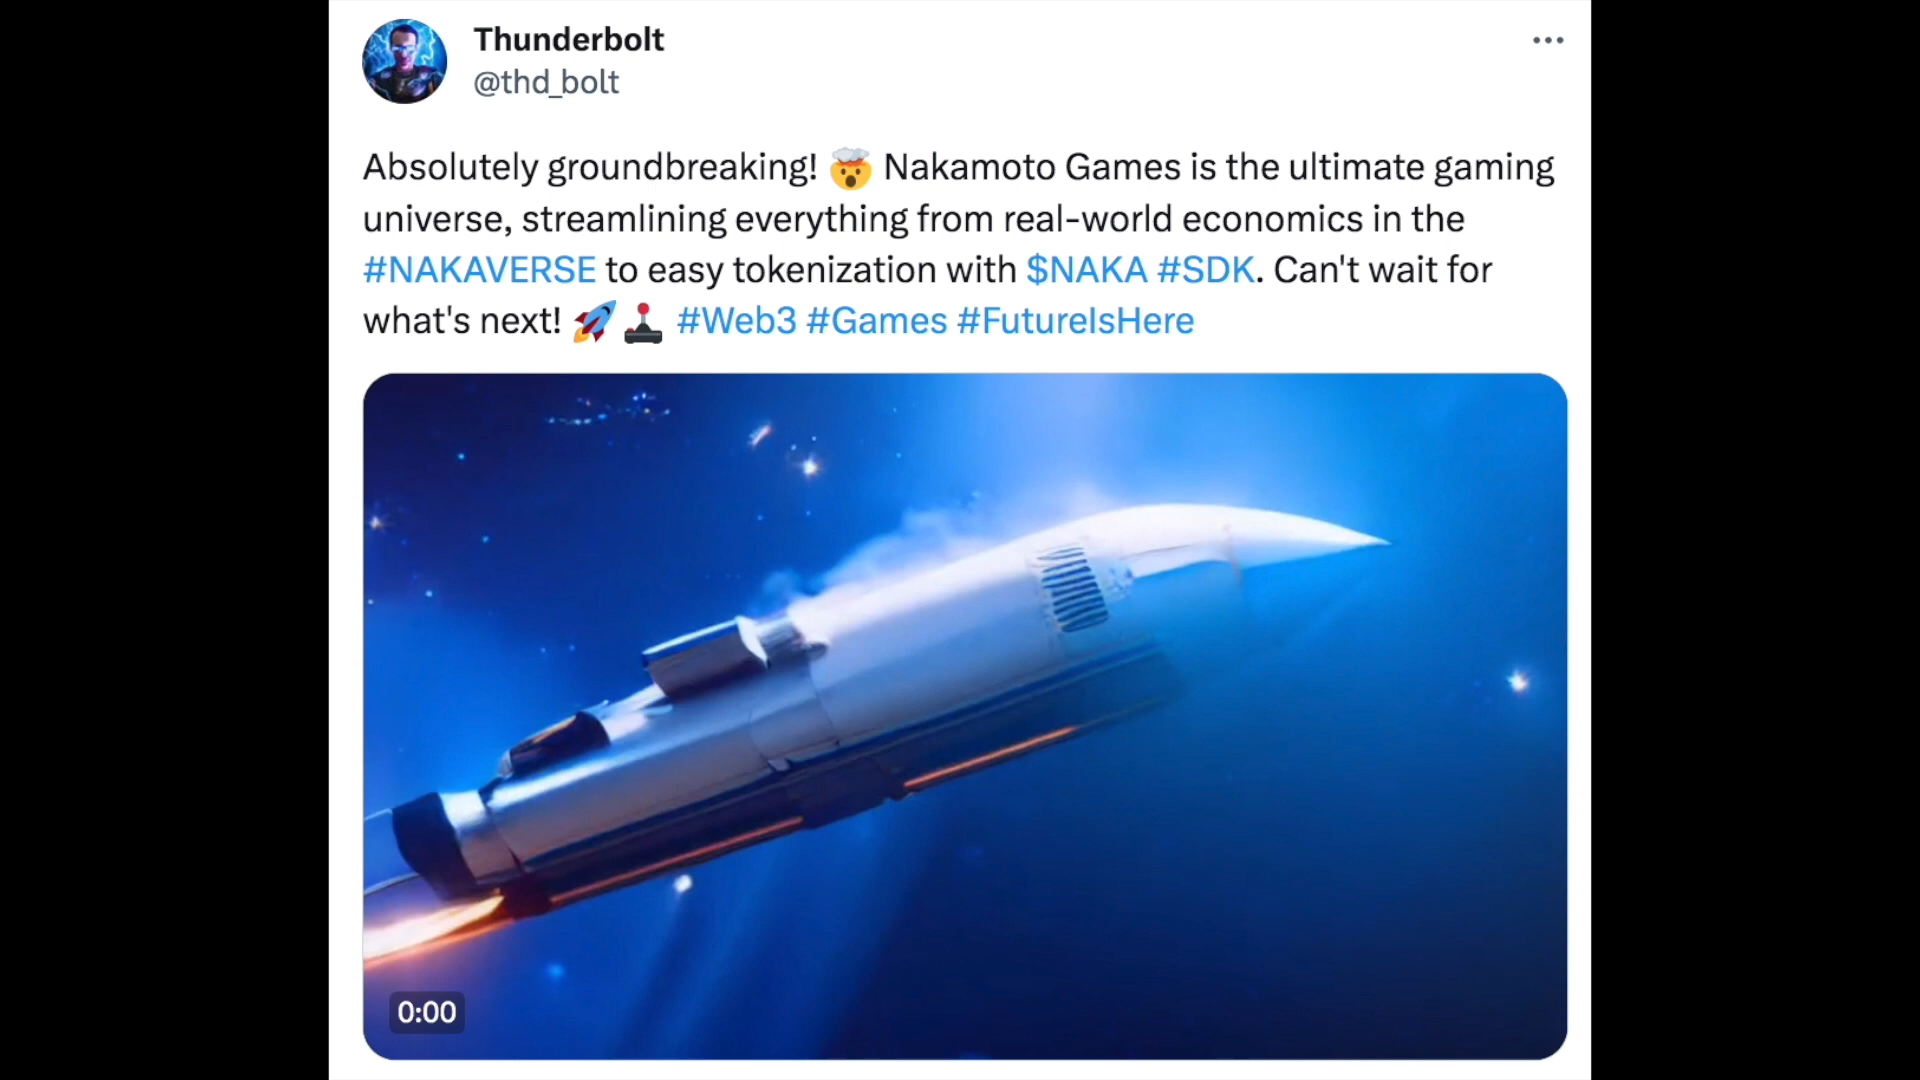 Thunderbolt
@thd_bolt
Absolutely groundbreaking! 🤯 Nakamoto Games is the ultimate gaming
universe, streamlining everything from real-world economics in the
#NAKAVERSE to easy tokenization with $NAKA #SDK. Can't wait for
what's next! 🚀🕹️ #Web3 #Games #FutureIsHere
0:00